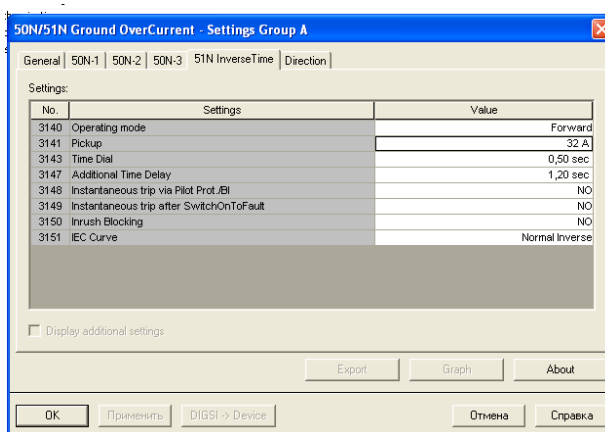 50N/51N Ground OverCurrent - Settings Group A
General 50N-1 50N-2 50N-3 51N InverseTime Direction
Settings:
No. Settings Value
3140 Operating mode Forward
3141 Pickup 32 A
3143 Time Dial 0,50 sec
3147 Additional Time Delay 1,20 sec
3148 Instantaneous trip via Pilot Prot./BI NO
3149 Instantaneous trip after SwitchOnToFault NO
3150 Inrush Blocking NO
3151 IEC Curve Normal Inverse
Display additional settings
Export Graph About
OK Применить DIGSI -> Device Отмена Справка